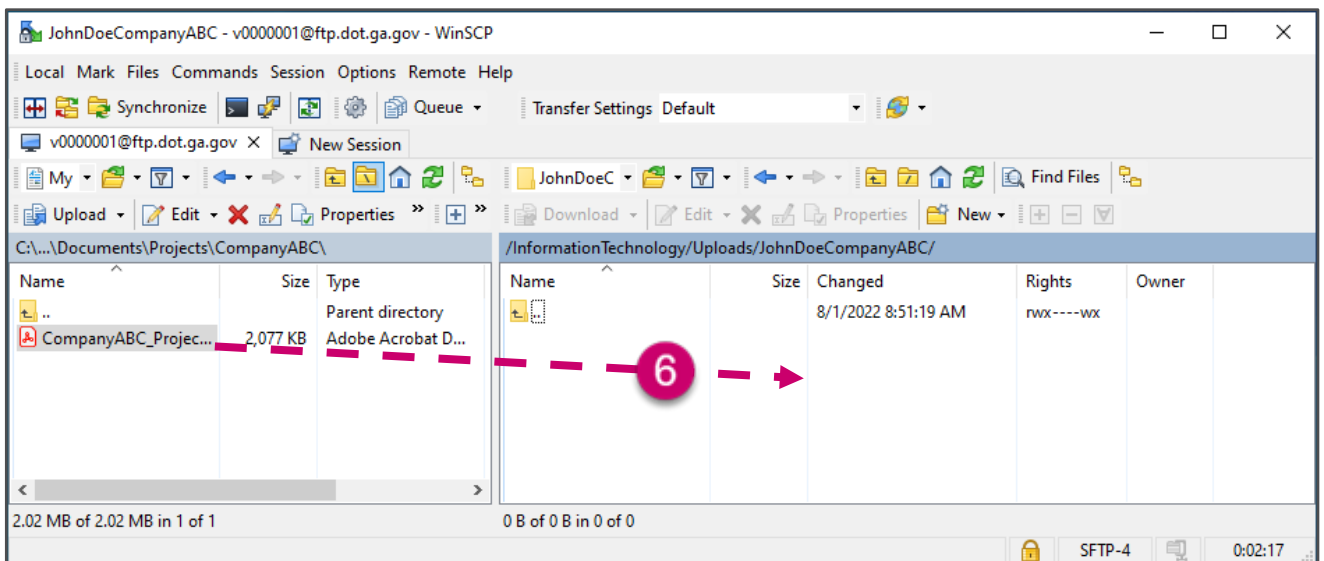 JohnDoeCompanyABC - v0000001@ftp.dot.ga.gov - WinSCP
Local Mark Files Commands Session Options Remote Help
Synchronize Queue Transfer Settings Default
v0000001@ftp.dot.ga.gov New Session
My JohnDoeC Find Files
Upload Edit Properties Download Edit Properties New
C:\...\Documents\Projects\CompanyABC\ /InformationTechnology/Uploads/JohnDoeCompanyABC/
Name Size Type Name Size Changed Rights Owner
.. Parent directory .. 8/1/2022 8:51:19 AM rwx----wx
CompanyABC_Projec... 2,077 KB Adobe Acrobat D...
6
2.02 MB of 2.02 MB in 1 of 1 0 B of 0 B in 0 of 0
SFTP-4 0:02:17